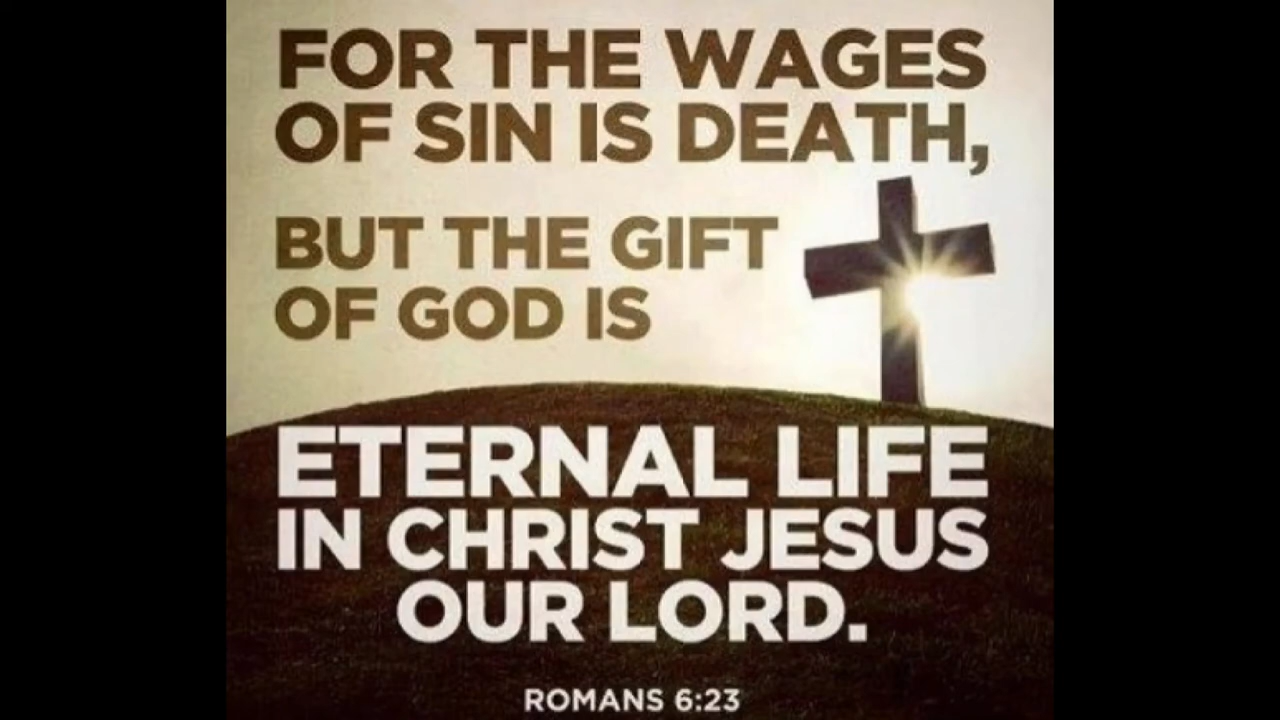 FOR THE WAGES
OF SIN IS DEATH,
BUT THE GIFT
OF GOD IS
ETERNAL LIFE
IN CHRIST JESUS
OUR LORD.
ROMANS 6:23